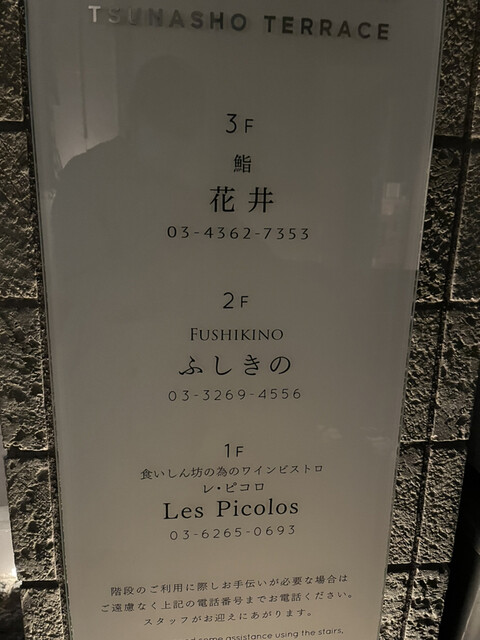 TSUNASHO TERRACE
3F
鮨
花井
03-4362-7353
2F
FUSHIKINO
ふしきの
03-3269-4556
1F
食いしん坊の為のワインビストロ
レ・ピコロ
Les Picolos
03-6265-0693
階段のご利用に際しお手伝いが必要な場合は
ご遠慮なく上記の電話番号までお電話ください。
スタッフがお迎えにあがります。
some assistance using the stairs,